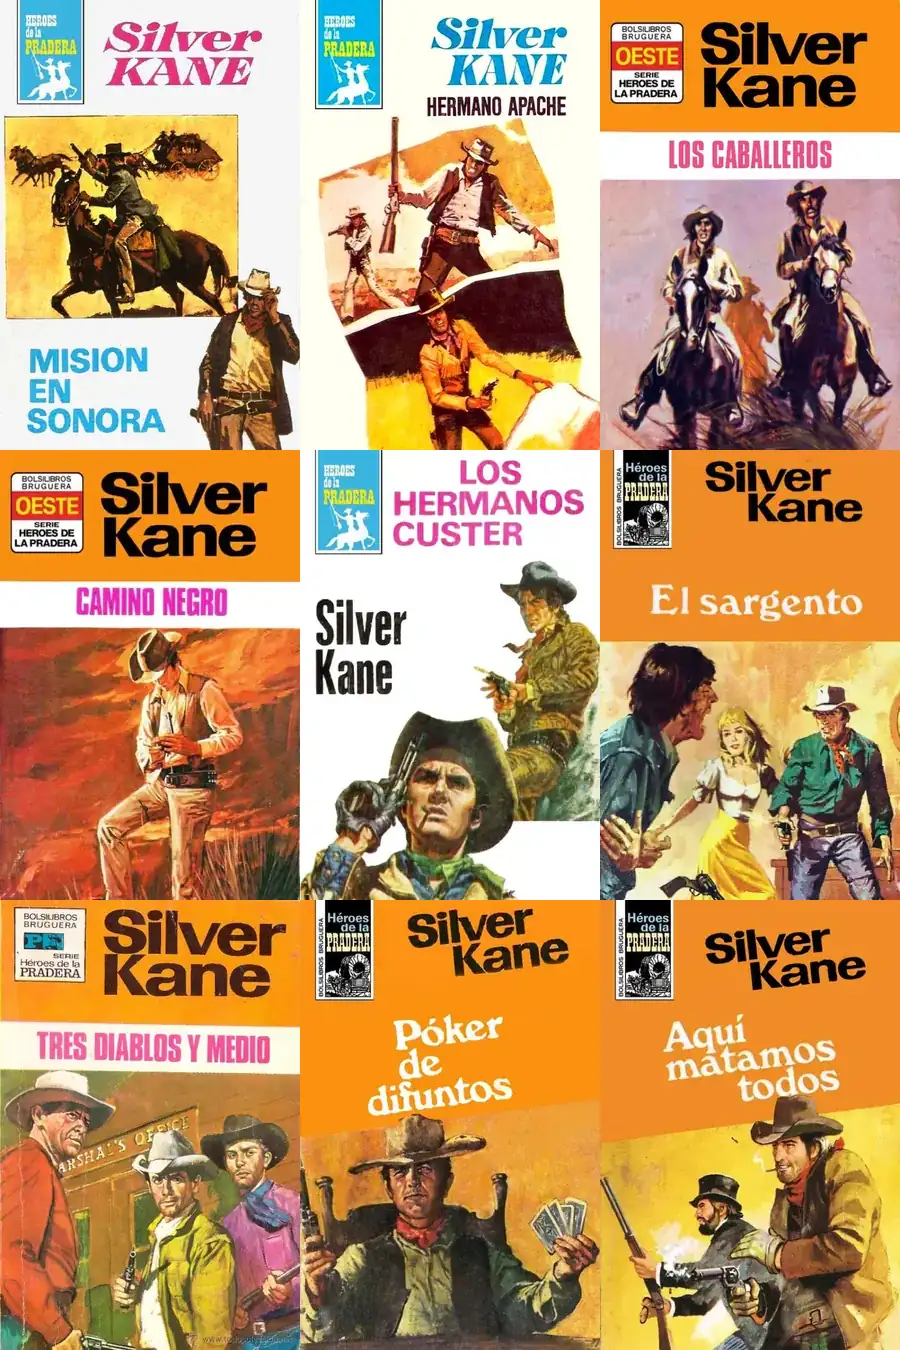 HEROES
de la
PRADERA
Silver
KANE
MISION
EN
SONORA
HEROES
de la
PRADERA
Silver
KANE
HERMANO APACHE
BOLSILIBROS
BRUGUERA
OESTE
SERIE
HEROES DE
LA PRADERA
Silver
Kane
LOS CABALLEROS
BOLSILIBROS
BRUGUERA
OESTE
SERIE
HEROES DE
LA PRADERA
Silver
Kane
CAMINO NEGRO
HEROES
de la
PRADERA
LOS
HERMANOS
CUSTER
Silver
Kane
BOLSILIBROS BRUGUERA
Héroes
de la
PRADERA
Silver
Kane
El sargento
BOLSILIBROS
BRUGUERA
SERIE
Héroes de la
PRADERA
Silver
Kane
TRES DIABLOS Y MEDIO
ARSHAL'S OFFICE
BOLSILIBROS BRUGUERA
Héroes
de la
PRADERA
Silver
Kane
Póker
de
difuntos
BOLSILIBROS BRUGUERA
Héroes
de la
PRADERA
Silver
Kane
Aquí
matamos
todos